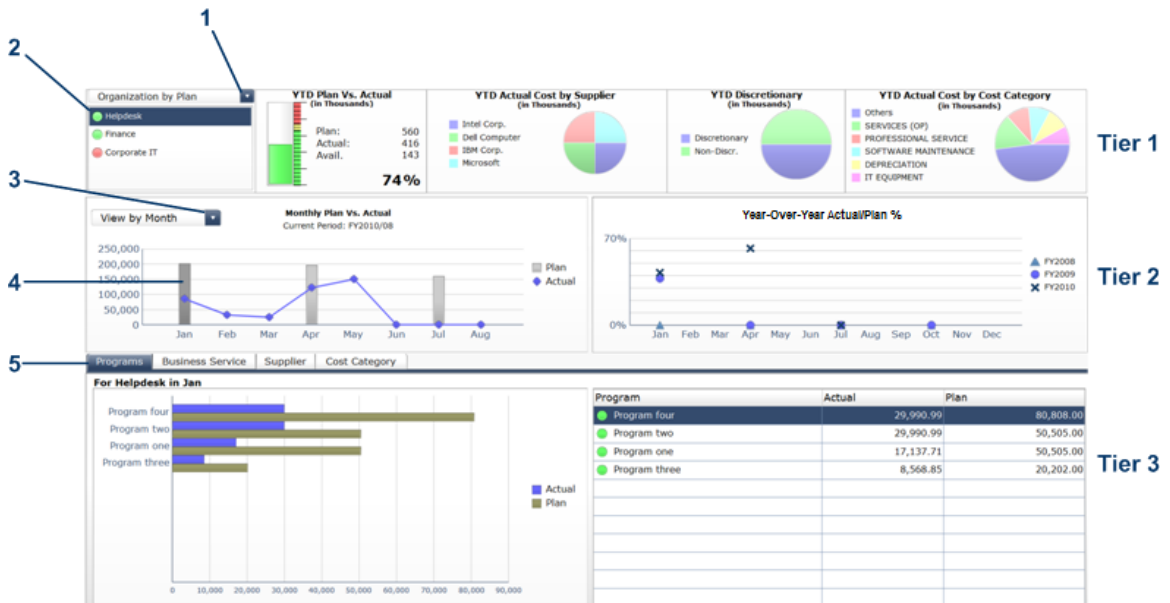 1
2
Organization by Plan
Helpdesk
Finance
Corporate IT
YTD Plan Vs. Actual
(in Thousands)
Plan: 560
Actual: 416
Avail. 143
74%
YTD Actual Cost by Supplier
(in Thousands)
Intel Corp.
Dell Computer
IBM Corp.
Microsoft
YTD Discretionary
(in Thousands)
Discretionary
Non-Discr.
YTD Actual Cost by Cost Category
(in Thousands)
Others
SERVICES (OP)
PROFESSIONAL SERVICE
SOFTWARE MAINTENANCE
DEPRECIATION
IT EQUIPMENT
Tier 1
3
View by Month
Monthly Plan Vs. Actual
Current Period: FY2010/08
250,000
200,000
150,000
100,000
50,000
0
Jan Feb Mar Apr May Jun Jul Aug
Plan
Actual
4
Year-Over-Year Actual/Plan %
70%
0%
Jan Feb Mar Apr May Jun Jul Aug Sep Oct Nov Dec
FY2008
FY2009
FY2010
Tier 2
5
Programs Business Service Supplier Cost Category
For Helpdesk in Jan
Program four
Program two
Program one
Program three
0 10,000 20,000 30,000 40,000 50,000 60,000 70,000 80,000 90,000
Actual
Plan
Program Actual Plan
Program four 29,990.99 80,808.00
Program two 29,990.99 50,505.00
Program one 17,137.71 50,505.00
Program three 8,568.85 20,202.00
Tier 3